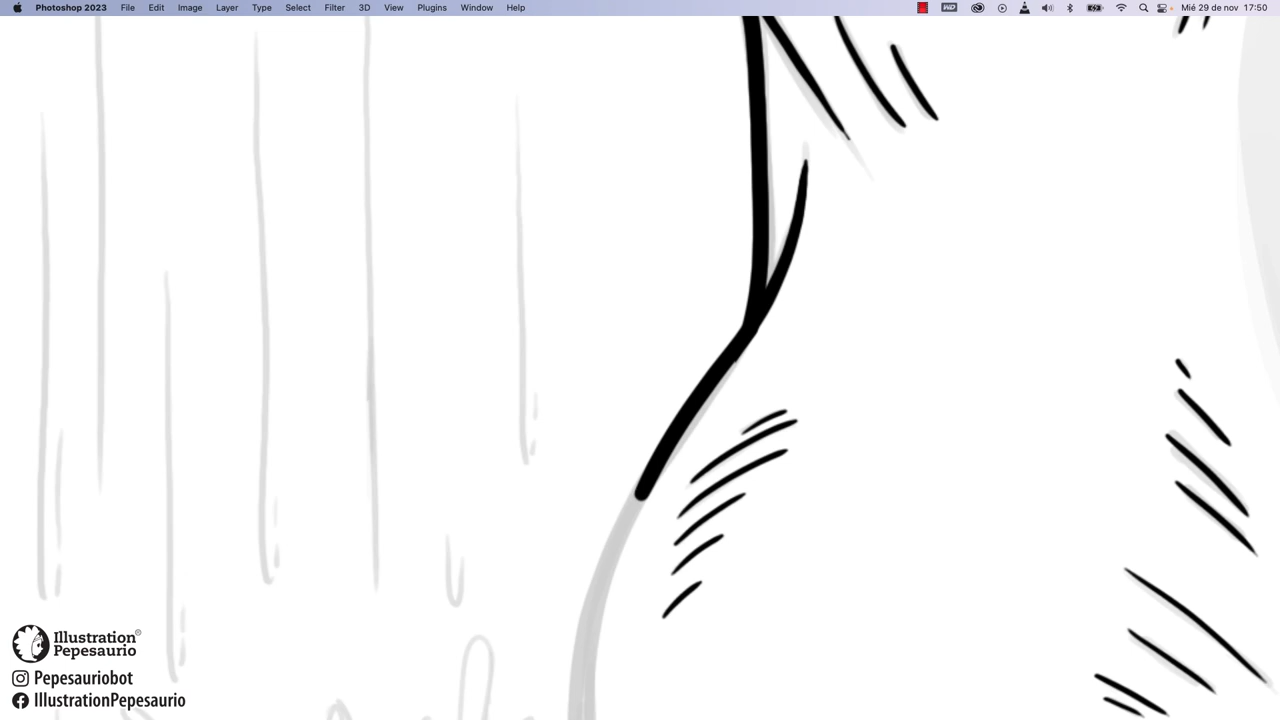 Photoshop 2023 File Edit Image Layer Type Select Filter 3D View Plugins Window Help Mié 29 de nov 17:50
Illustration®
Pepesaurio
Pepesauriobot
IllustrationPepesaurio